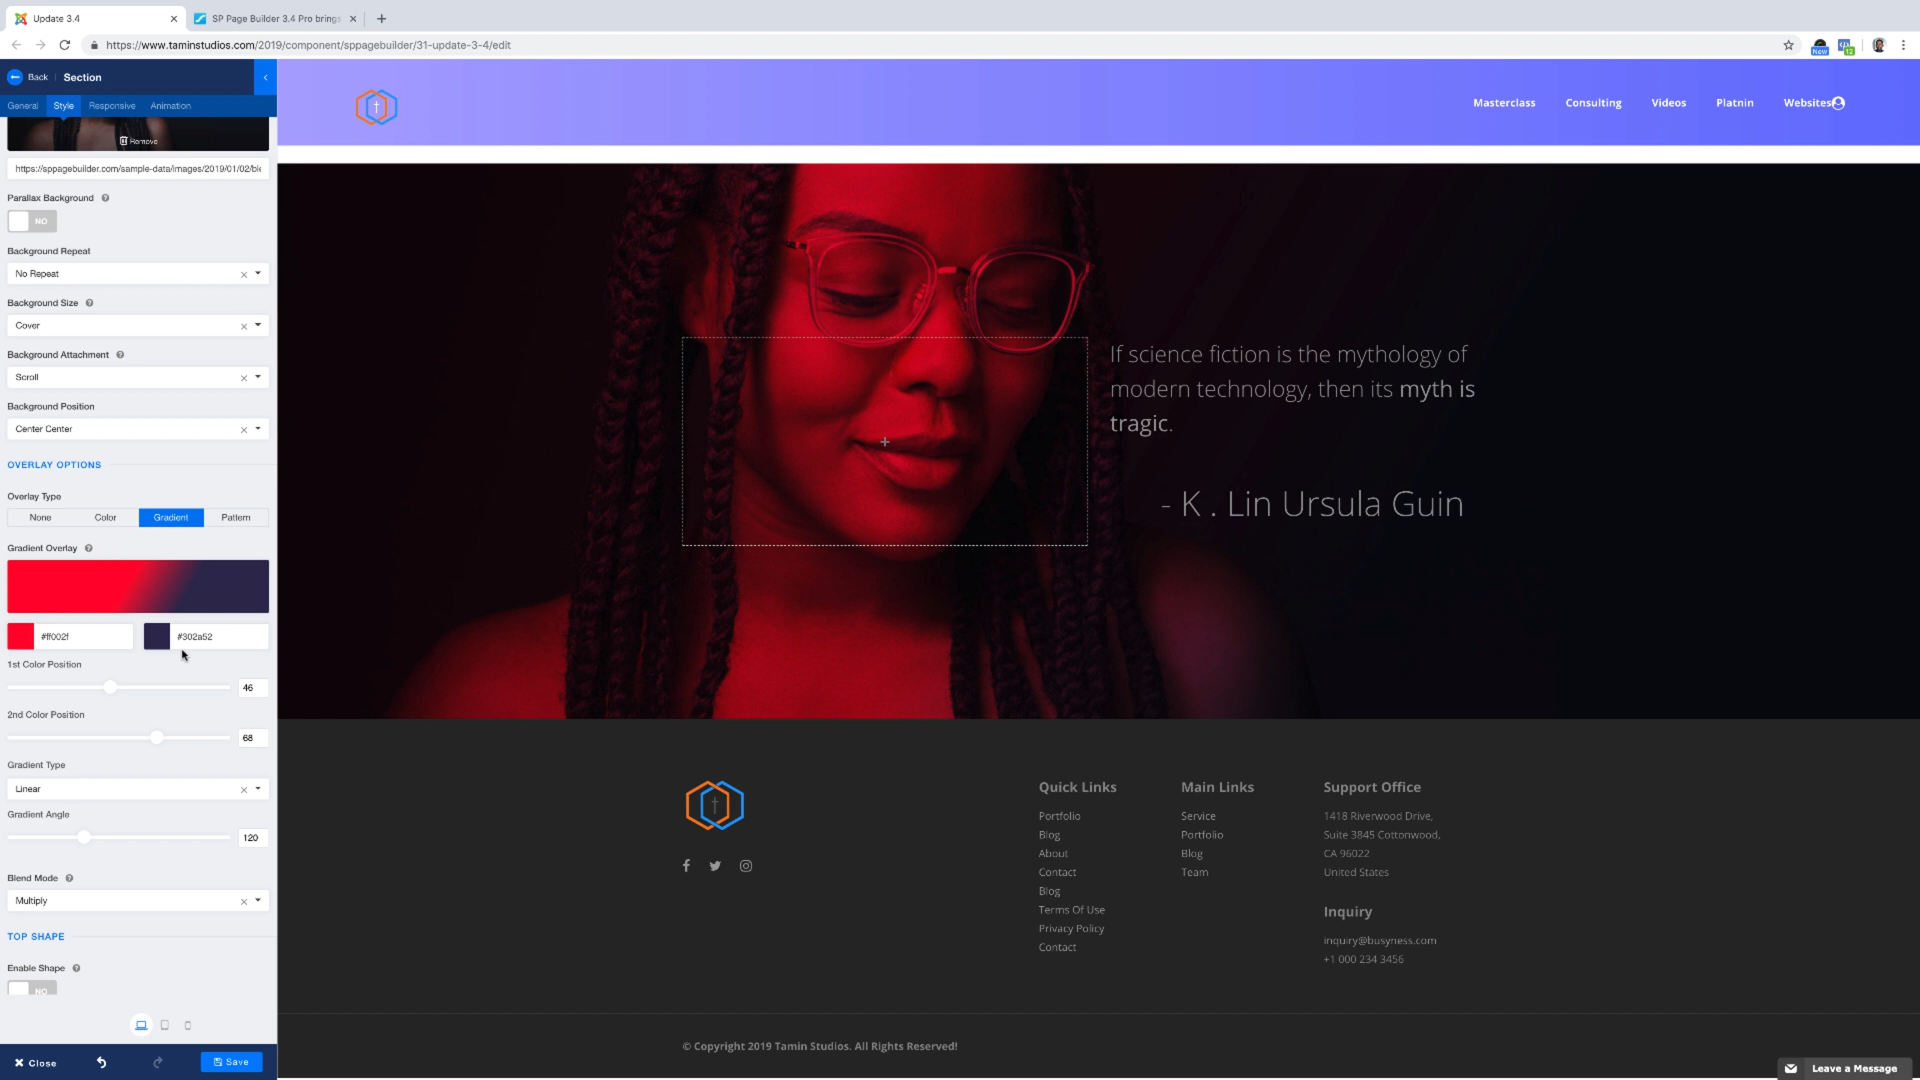 Update 3.4
SP Page Builder 3.4 Pro brings
https://www.taminstudios.com/2019/component/sppagebuilder/31-update-3-4/edit
New
12
Back
Section
General Style Responsive Animation
Remove
https://sppagebuilder.com/sample-data/images/2019/01/02/ble
Parallax Background
NO
Background Repeat
No Repeat
Background Size
Cover
Background Attachment
Scroll
Background Position
Center Center
OVERLAY OPTIONS
Overlay Type
None Color Gradient Pattern
Gradient Overlay
#ff002f #302a52
1st Color Position
46
2nd Color Position
68
Gradient Type
Linear
Gradient Angle
120
Blend Mode
Multiply
TOP SHAPE
Enable Shape
NO
Close
Save
Masterclass Consulting Videos Platnin Websites
If science fiction is the mythology of
modern technology, then its myth is
tragic.
- K . Lin Ursula Guin
Quick Links
Portfolio
Blog
About
Contact
Blog
Terms Of Use
Privacy Policy
Contact
Main Links
Service
Portfolio
Blog
Team
Support Office
1418 Riverwood Drive,
Suite 3845 Cottonwood,
CA 96022
United States
Inquiry
inquiry@busyness.com
+1 000 234 3456
© Copyright 2019 Tamin Studios. All Rights Reserved!
Leave a Message